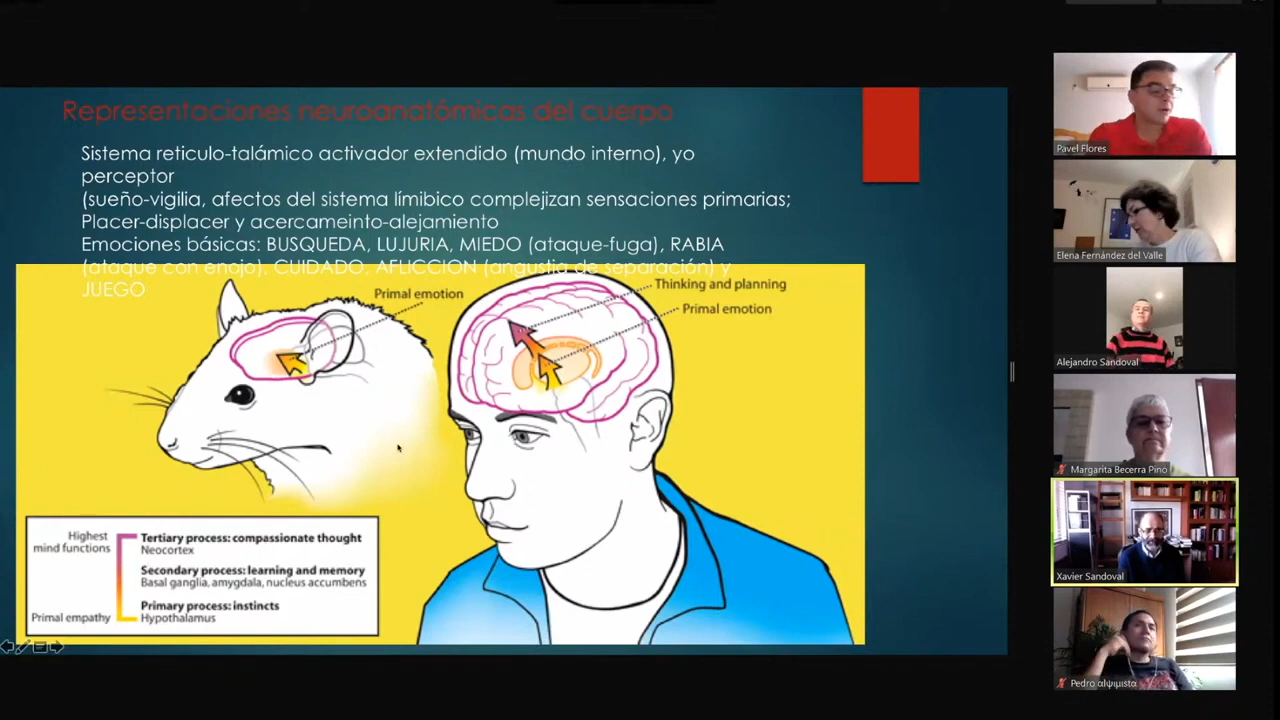 Representaciones neuroanatómicas del cuerpo
Sistema reticulo-talámico activador extendido (mundo interno), yo
perceptor
(sueño-vigilia, afectos del sistema límibico complejizan sensaciones primarias;
Placer-displacer y acercameinto-alejamiento
Emociones básicas: BUSQUEDA, LUJURIA, MIEDO (ataque-fuga), RABIA
(ataque con enojo), CUIDADO, AFLICCION (angustia de separación) y
JUEGO
Primal emotion
Thinking and planning
Primal emotion
Highest
mind functions
Primal empathy
Tertiary process: compassionate thought
Neocortex
Secondary process: learning and memory
Basal ganglia, amygdala, nucleus accumbens
Primary process: instincts
Hypothalamus
Pavel Flores
Elena Fernández del Valle
Alejandro Sandoval
Margarita Becerra Pino
Xavier Sandoval
Pedro αλψιμιστα